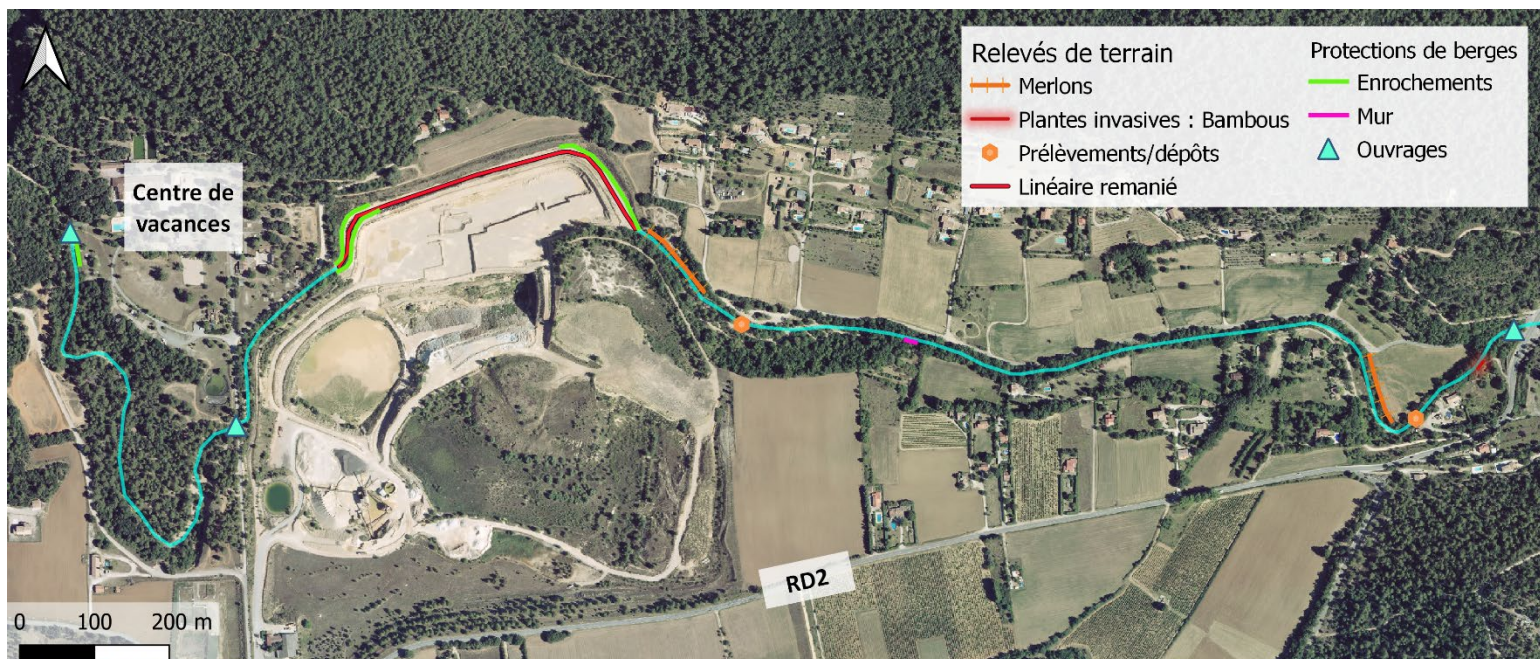 Relevés de terrain
Merlons
Plantes invasives : Bambous
Prélèvements/dépôts
Linéaire remanié
Protections de berges
Enrochements
Mur
Ouvrages
Centre de
vacances
RD2
0 100 200 m